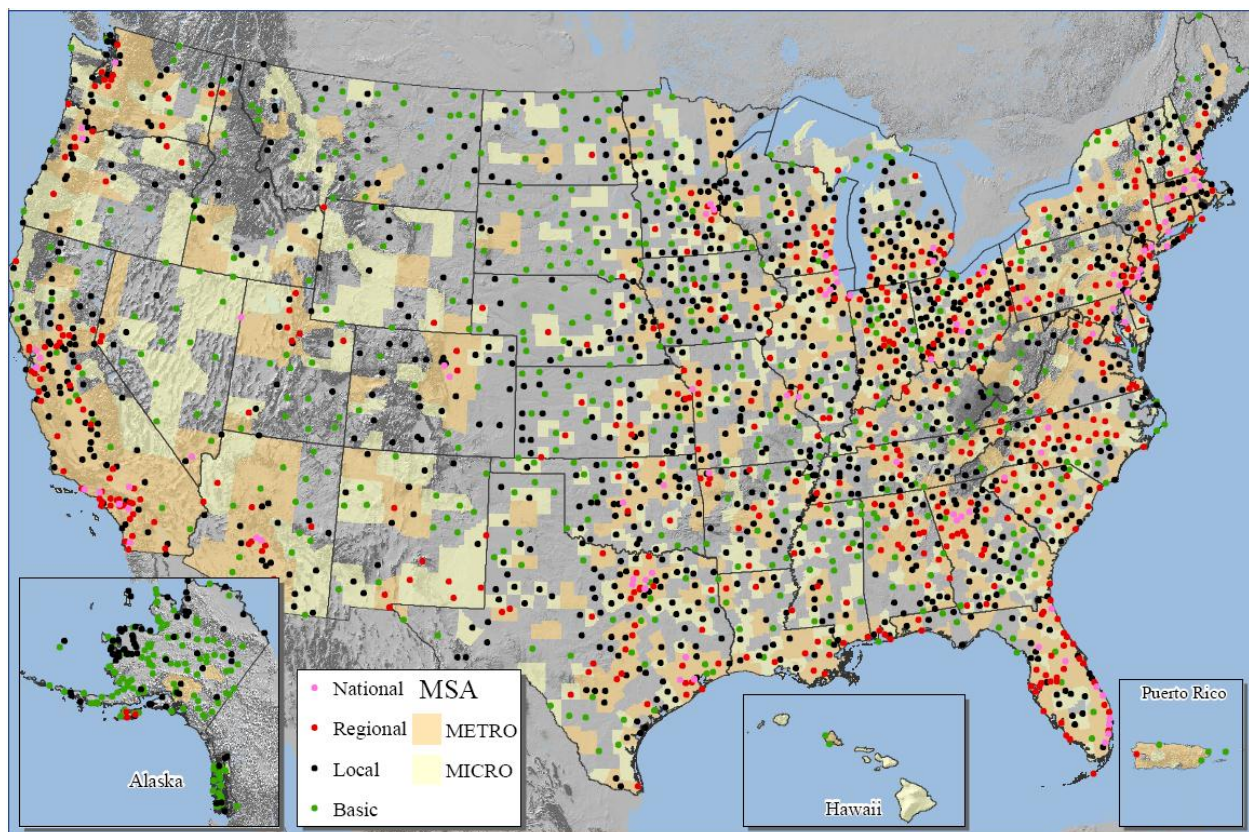 National MSA
Regional METRO
Local MICRO
Basic
Alaska
Hawaii
Puerto Rico